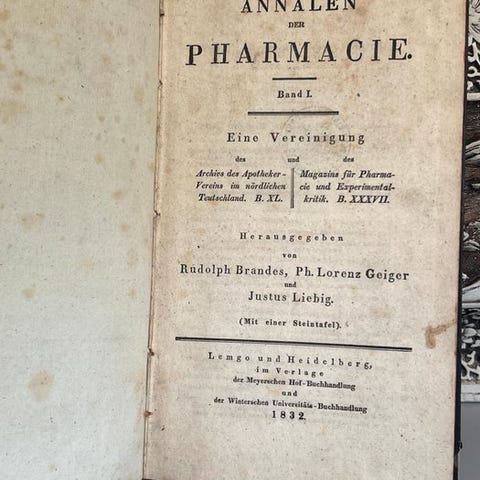 ANNALEN
DER
PHARMACIE.
Band I.
Eine Vereinigung
des und des
Archivs des Apotheker-
Vereins im nördlichen
Teutschland. B. XL.
Magazins für Pharma-
cie und Experimental-
kritik. B. XXXVII.
Herausgegeben
von
Rudolph Brandes, Ph. Lorenz Geiger
und
Justus Liebig.
(Mit einer Steintafel).
Lemgo und Heidelberg,
im Verlage
der Meyerschen Hof-Buchhandlung
und
der Winterschen Universitäts-Buchhandlung
1832.